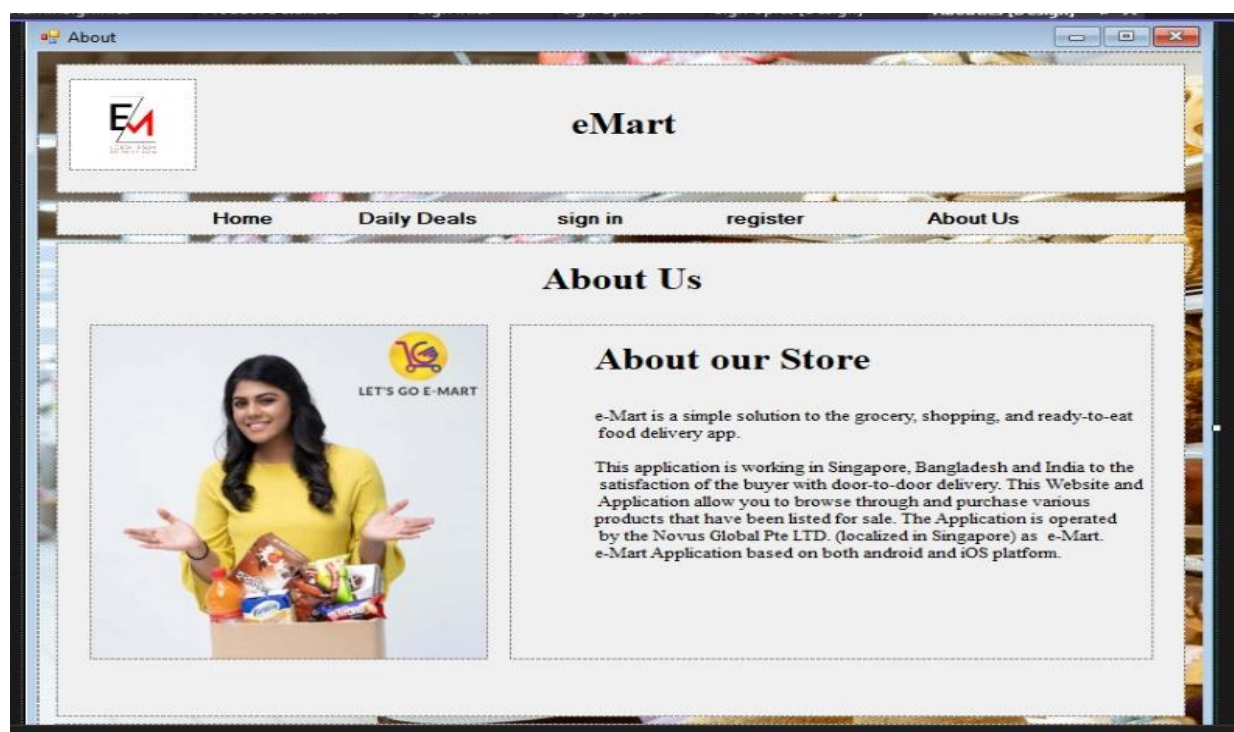 About
EM
eMart
Home Daily Deals sign in register About Us
About Us
LET'S GO E-MART
About our Store
e-Mart is a simple solution to the grocery, shopping, and ready-to-eat
food delivery app.
This application is working in Singapore, Bangladesh and India to the
satisfaction of the buyer with door-to-door delivery. This Website and
Application allow you to browse through and purchase various
products that have been listed for sale. The Application is operated
by the Novus Global Pte LTD. (localized in Singapore) as e-Mart.
e-Mart Application based on both android and iOS platform.